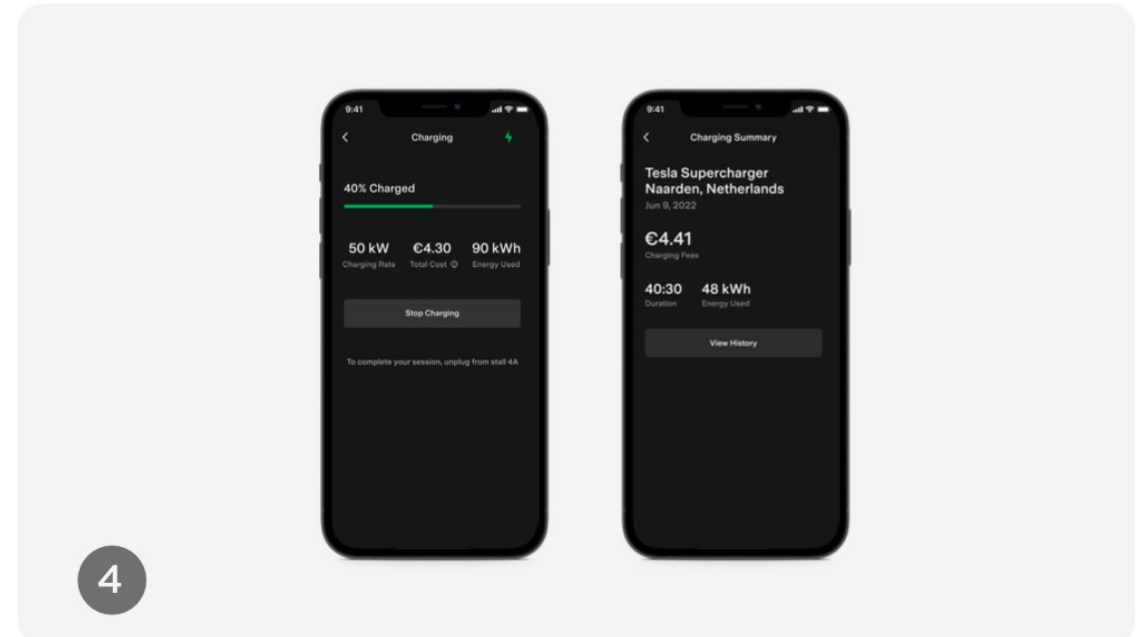 9:41
Charging
40% Charged
50 kW €4.30 90 kWh
Charging Rate Total Cost Energy Used
Stop Charging
To complete your session, unplug from stall 4A
9:41
Charging Summary
Tesla Supercharger
Naarden, Netherlands
Jun 9, 2022
€4.41
Charging Fees
40:30 48 kWh
Duration Energy Used
View History
4